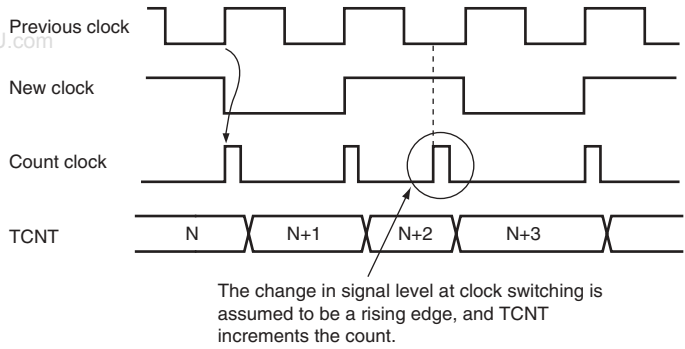 Previous clock
U.com
New clock
Count clock
TCNT N N+1 N+2 N+3
The change in signal level at clock switching is
assumed to be a rising edge, and TCNT
increments the count.